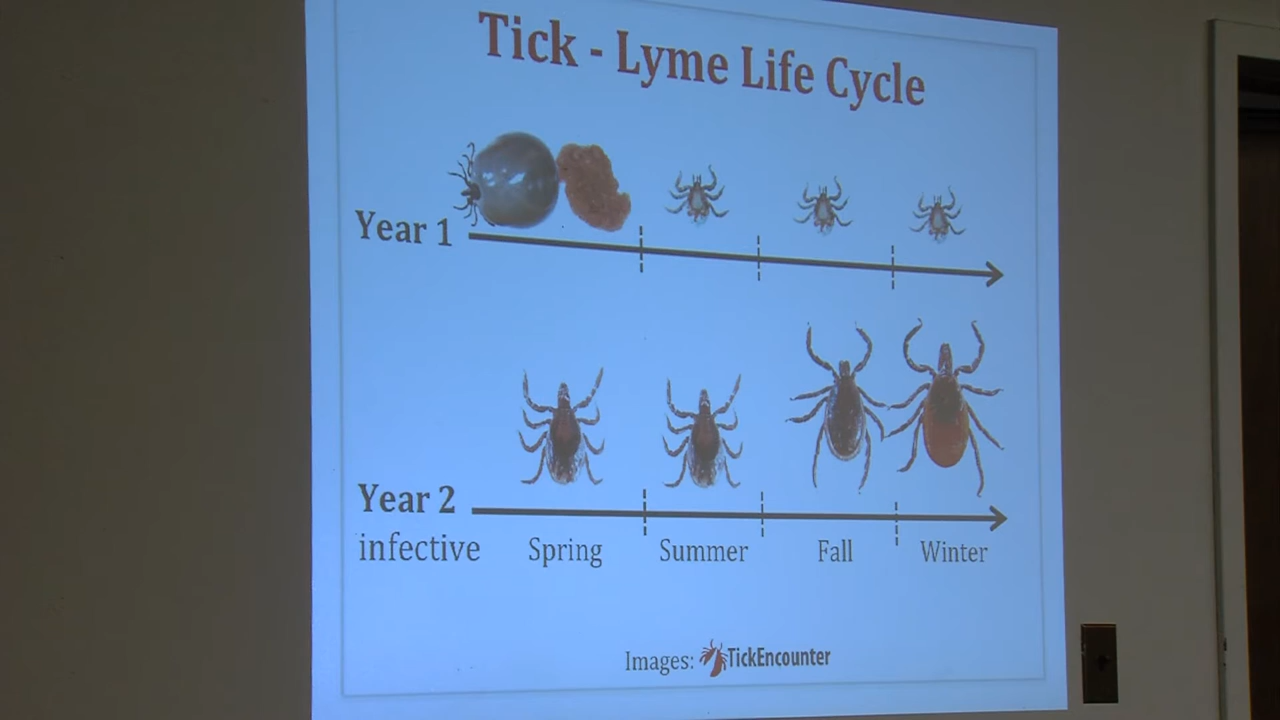 Tick - Lyme Life Cycle
Year 1
Year 2
infective
Spring Summer Fall Winter
Images: TickEncounter